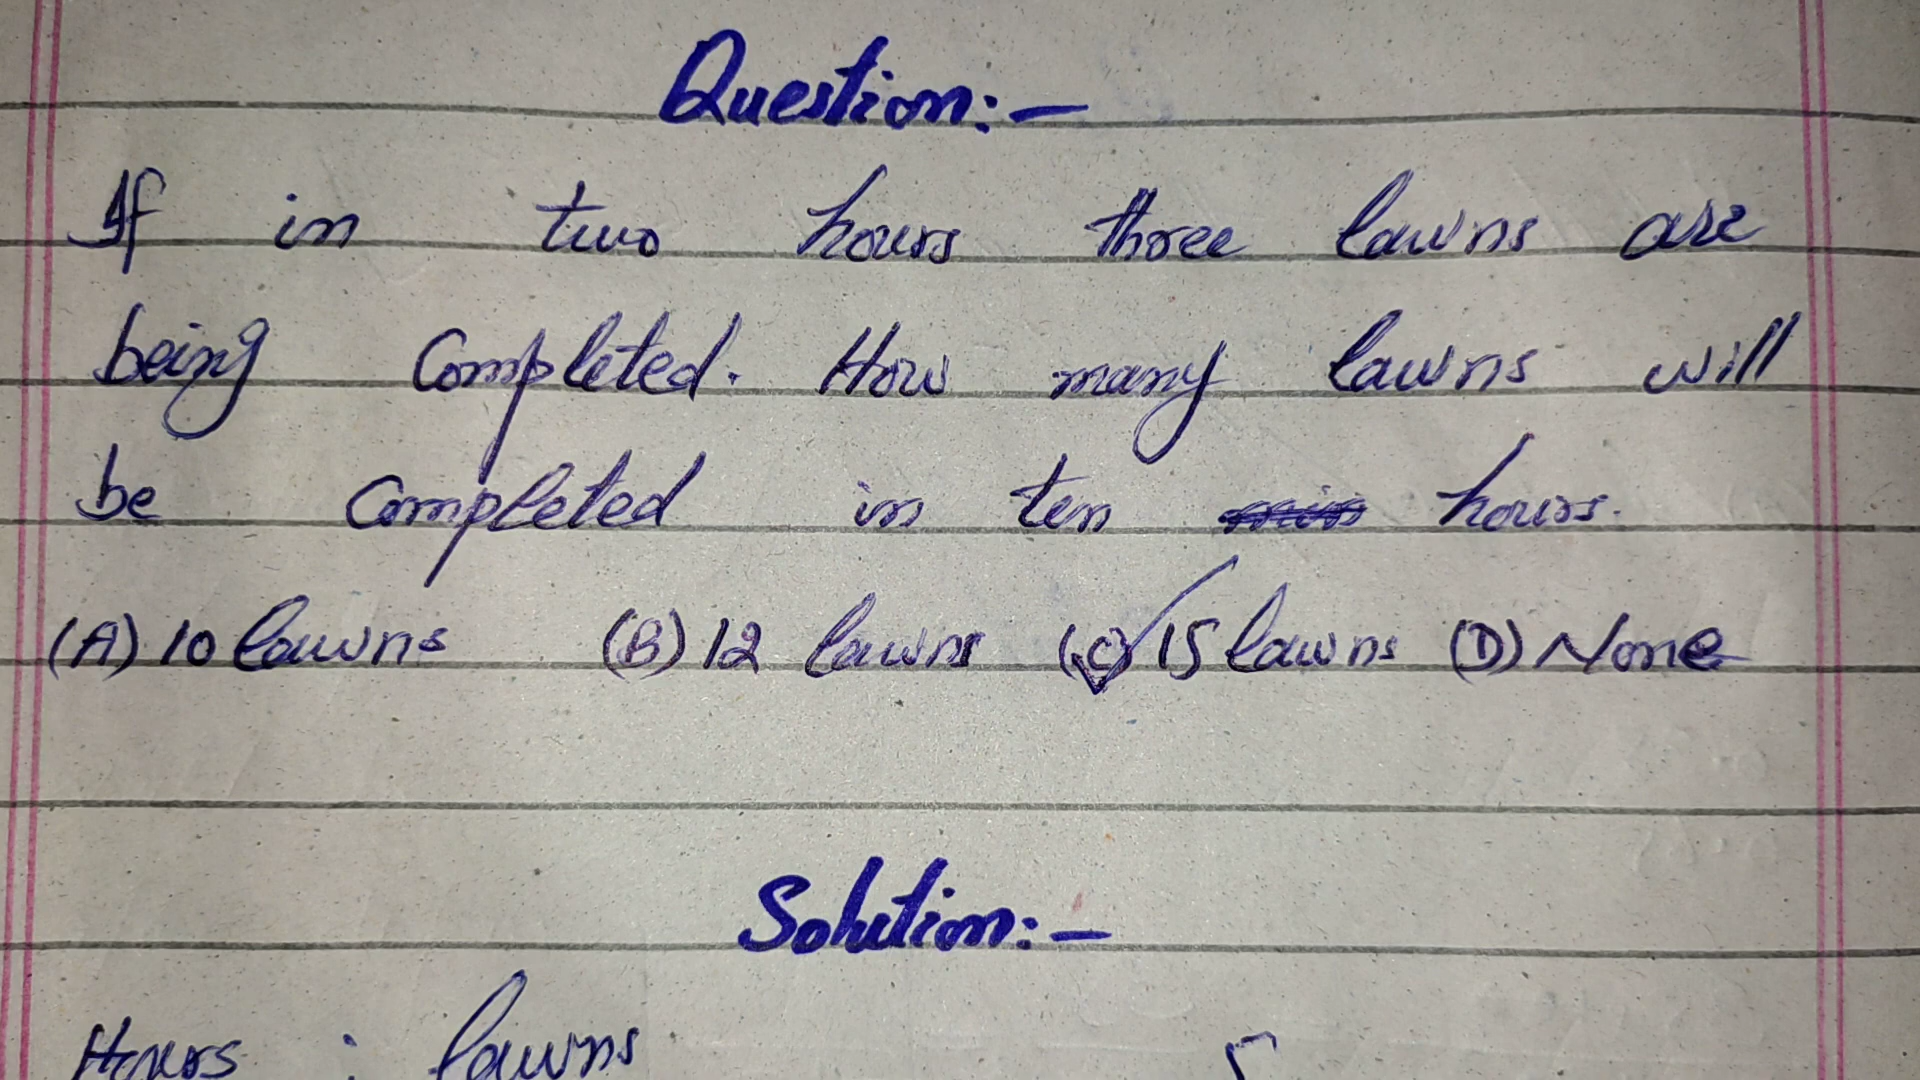 Question:-
If in two hours three lawns are
being Completed. How many lawns will
be Completed in ten hours.
(A) 10 lawns (B) 12 lawns (C) 15 lawns (D) None
Solution:-
Hours : lawns